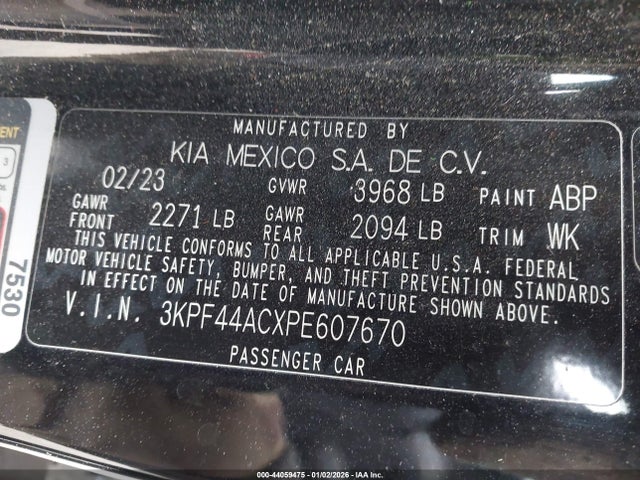 MANUFACTURED BY
KIA MEXICO S.A. DE C.V.
02/23 GVWR 3968 LB PAINT ABP
GAWR FRONT 2271 LB GAWR REAR 2094 LB TRIM WK
THIS VEHICLE CONFORMS TO ALL APPLICABLE U.S.A. FEDERAL
MOTOR VEHICLE SAFETY, BUMPER, AND THEFT PREVENTION STANDARDS
IN EFFECT ON THE DATE OF MANUFACTURE SHOWN ABOVE.
V.I.N. 3KPF44ACXPE607670
PASSENGER CAR
3
7530
000-44059475 - 01/02/2026 - IAA Inc.